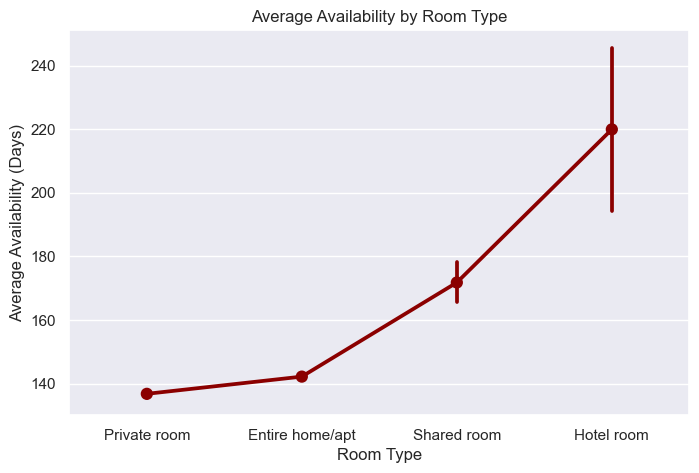 Average Availability by Room Type
Average Availability (Days)
240
220
200
180
160
140
Private room
Entire home/apt
Shared room
Hotel room
Room Type